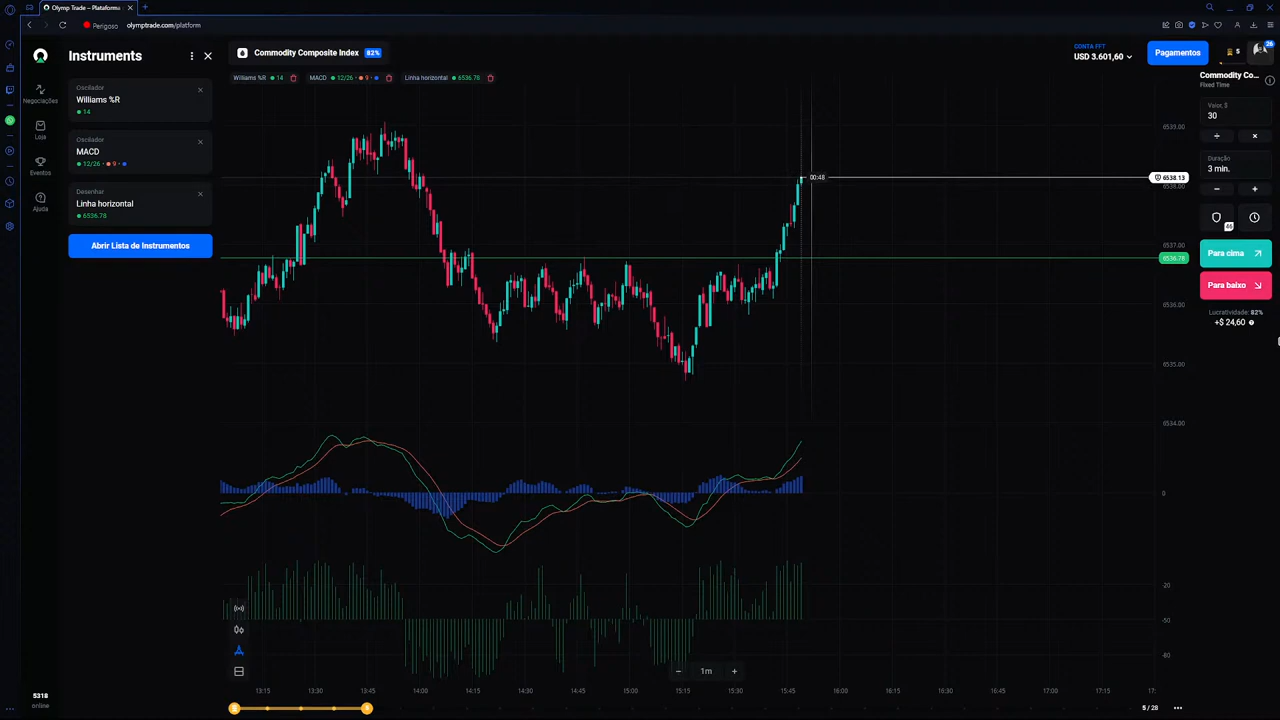 Olymp Trade – Plataforma
Perigoso
olymptrade.com/platform
Instruments
Oscilador
Williams %R
14
Oscilador
MACD
12/26 9
Desenhar
Linha horizontal
6536.78
Abrir Lista de Instrumentos
Negociações
Loja
Eventos
Ajuda
5318
online
Commodity Composite Index 82%
Williams %R 14 MACD 12/26 9 Linha horizontal 6536.78
CONTA FFT
USD 3.601,60
Pagamentos
5
26
00:48
6539.00
6538.13
6538.00
6537.00
6536.78
6536.00
6535.00
6534.00
0
-20
-50
-80
- 1m +
13:15 13:30 13:45 14:00 14:15 14:30 14:45 15:00 15:15 15:30 15:45 16:00 16:15 16:30 16:45 17:00 17:
5 / 28
Commodity Co...
Fixed Time
Valor, $
30
÷ ×
Duração
3 min.
- +
46
Para cima
Para baixo
Lucratividade: 82%
+$ 24,60